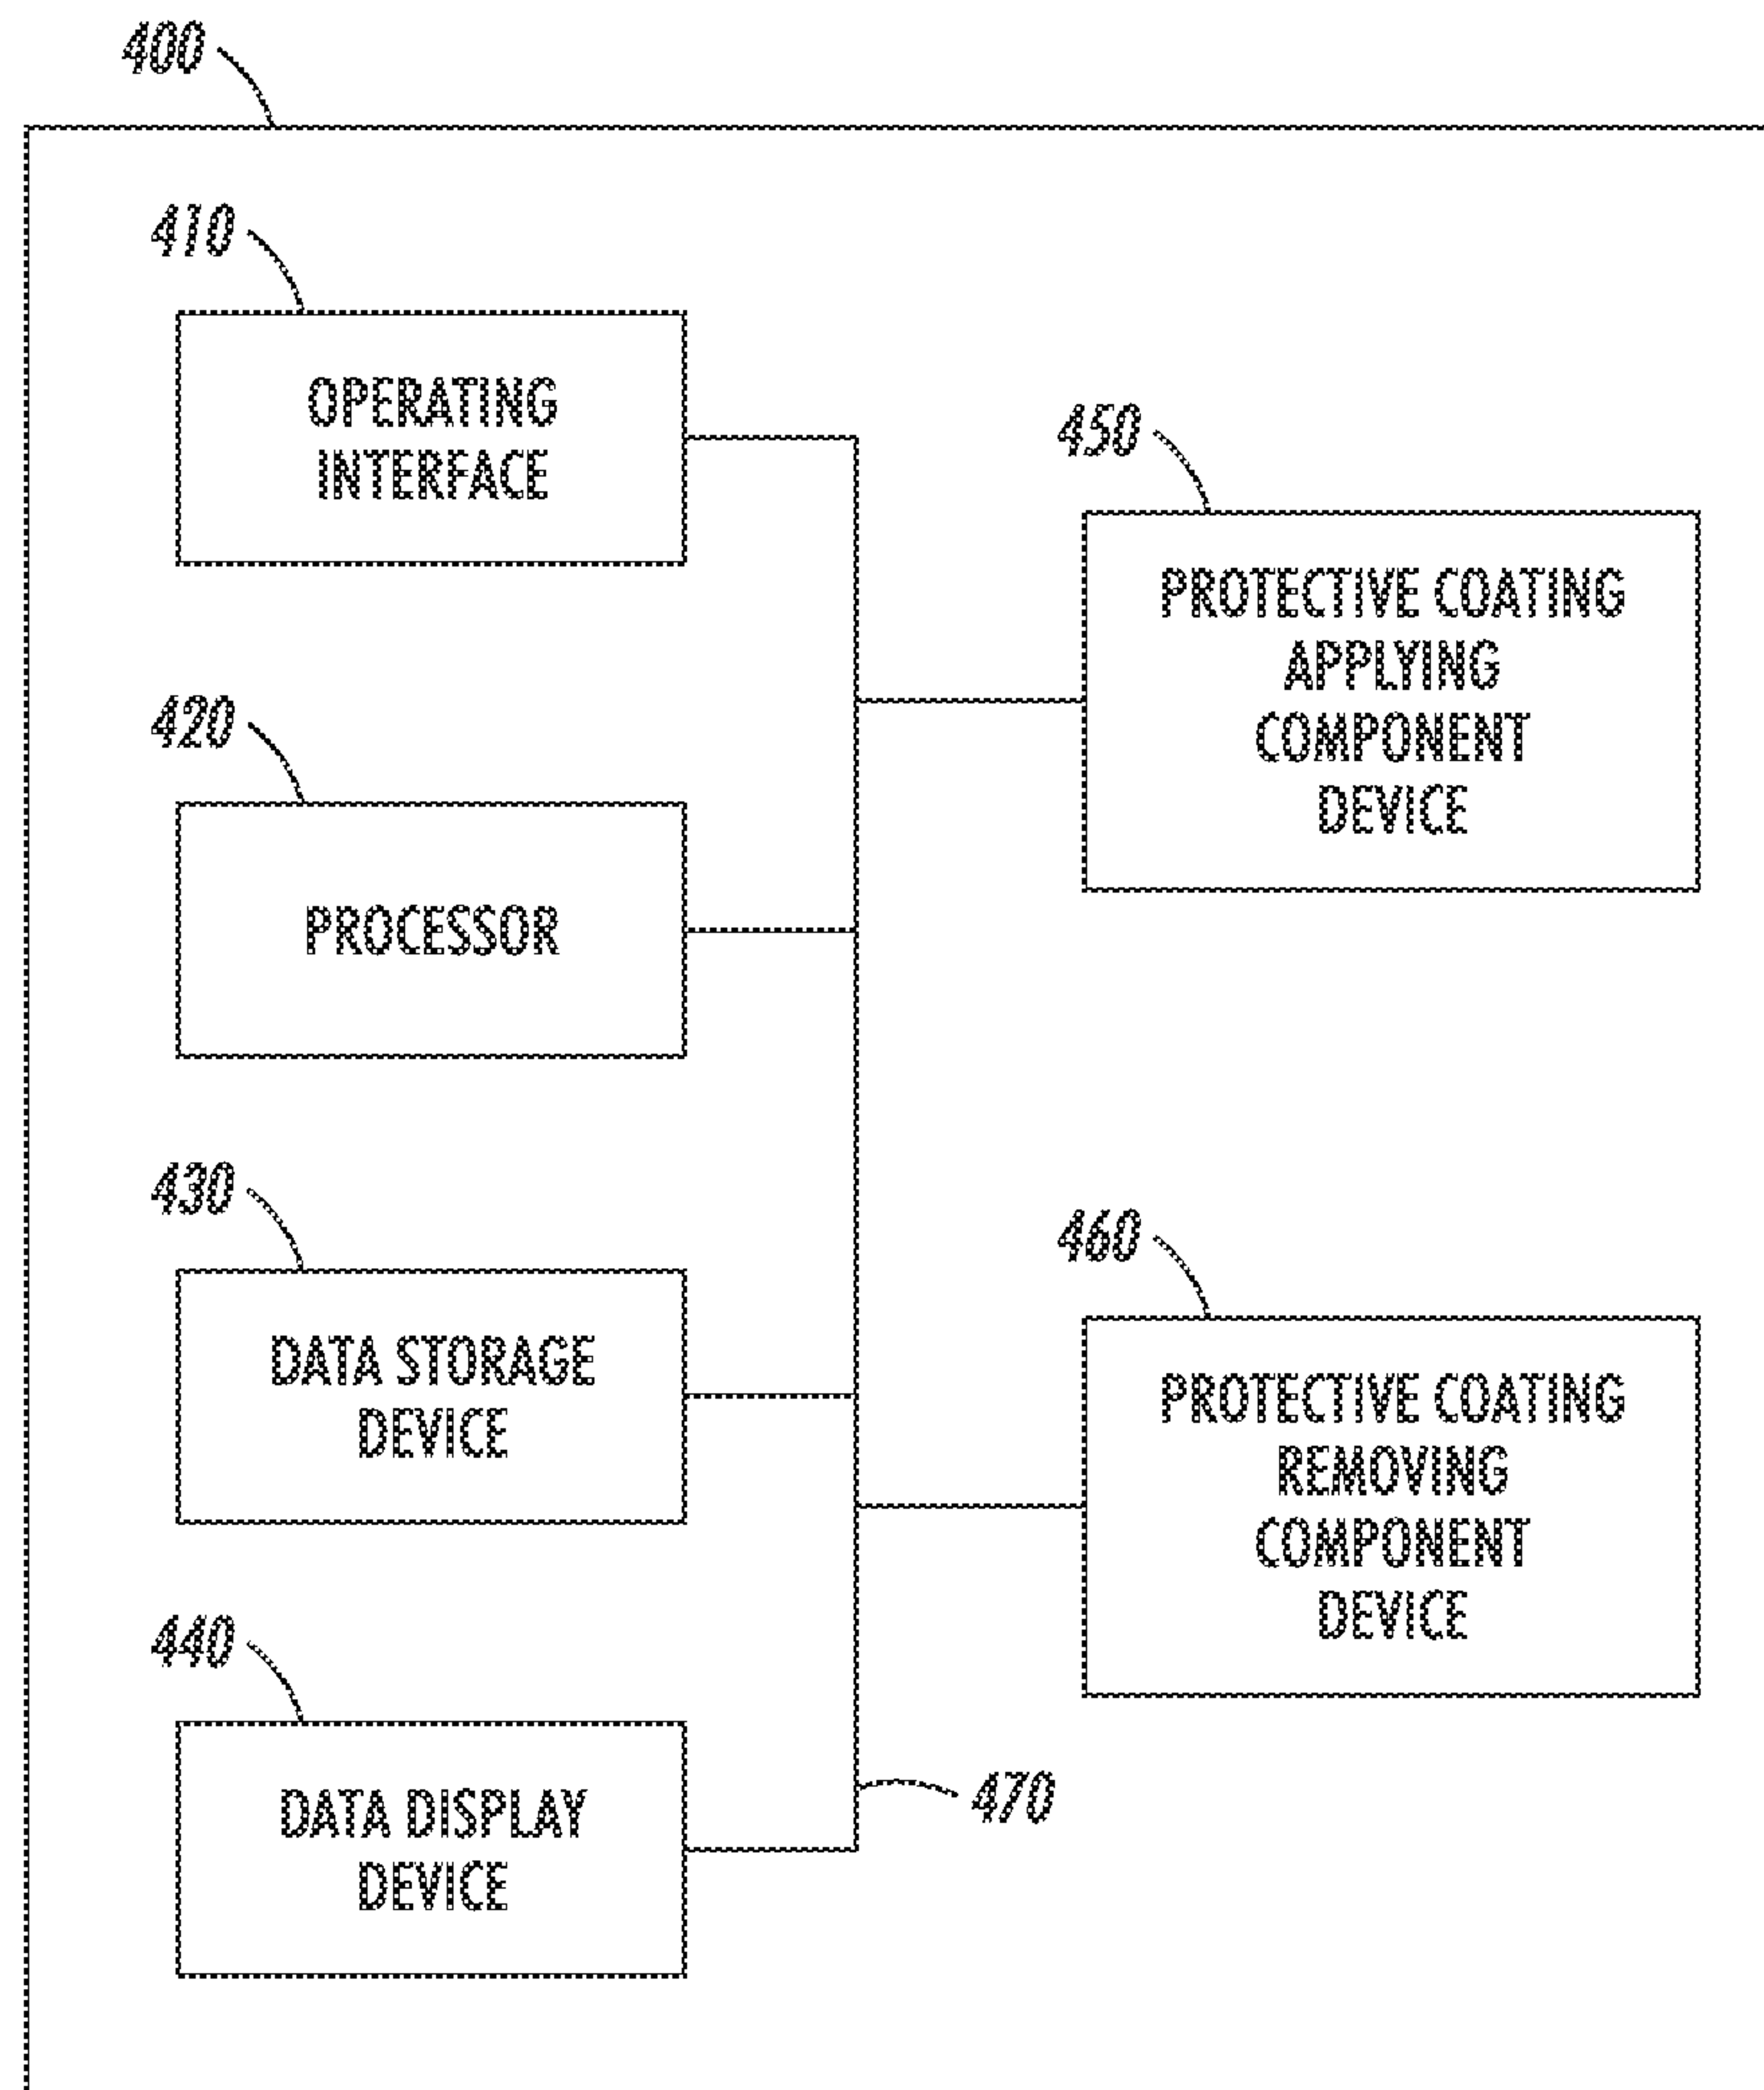 400
410
OPERATING
INTERFACE
420
PROCESSOR
430
DATA STORAGE
DEVICE
440
DATA DISPLAY
DEVICE
450
PROTECTIVE COATING
APPLYING
COMPONENT
DEVICE
460
PROTECTIVE COATING
REMOVING
COMPONENT
DEVICE
470